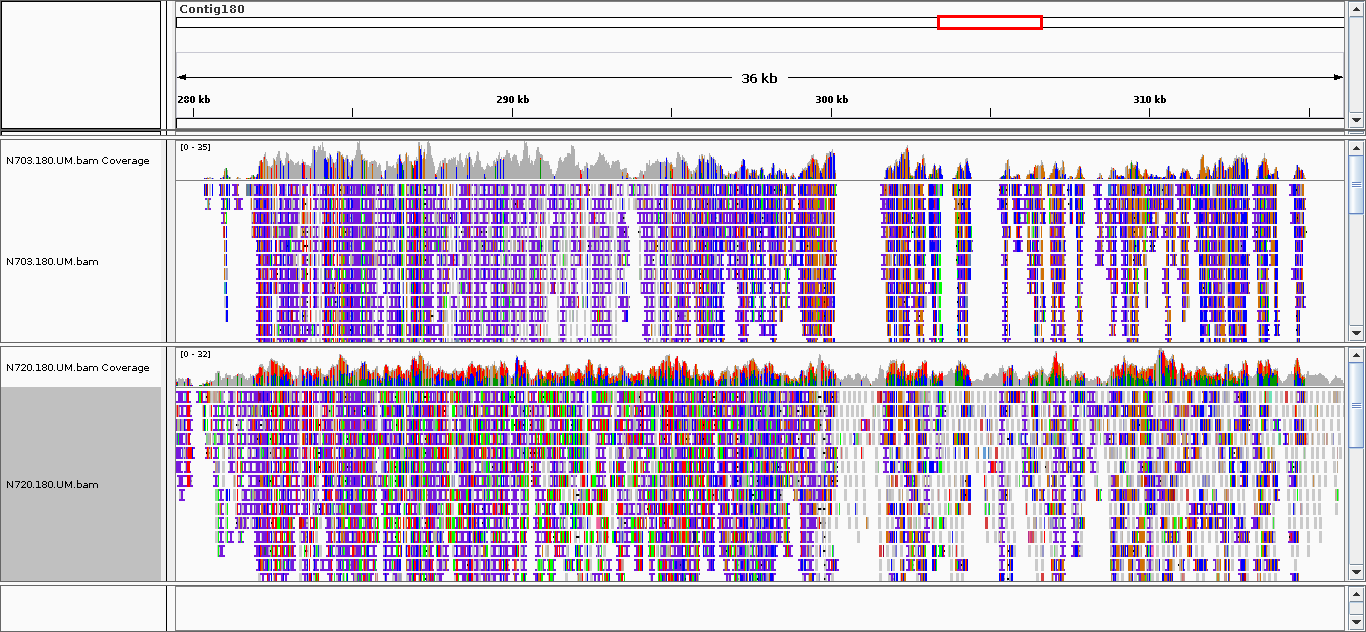 Contig180
36 kb
280 kb 290 kb 300 kb 310 kb
N703.180.UM.bam Coverage
[0 - 35]
N703.180.UM.bam
N720.180.UM.bam Coverage
[0 - 32]
N720.180.UM.bam